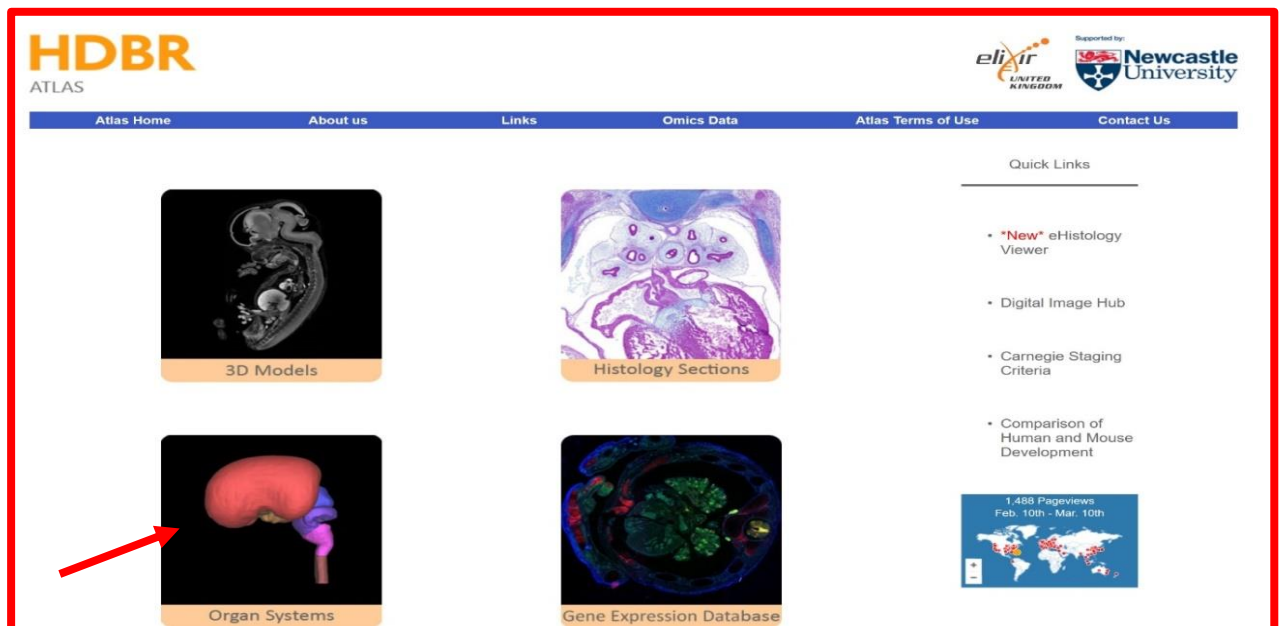 HDBR
ATLAS
elixir
UNITED
KINGDOM
Supported by:
Newcastle
University
Atlas Home
About us
Links
Omics Data
Atlas Terms of Use
Contact Us
3D Models
Histology Sections
Organ Systems
Gene Expression Database
Quick Links
• *New* eHistology
Viewer
• Digital Image Hub
• Carnegie Staging
Criteria
• Comparison of
Human and Mouse
Development
1,488 Pageviews
Feb. 10th - Mar. 10th
+
−